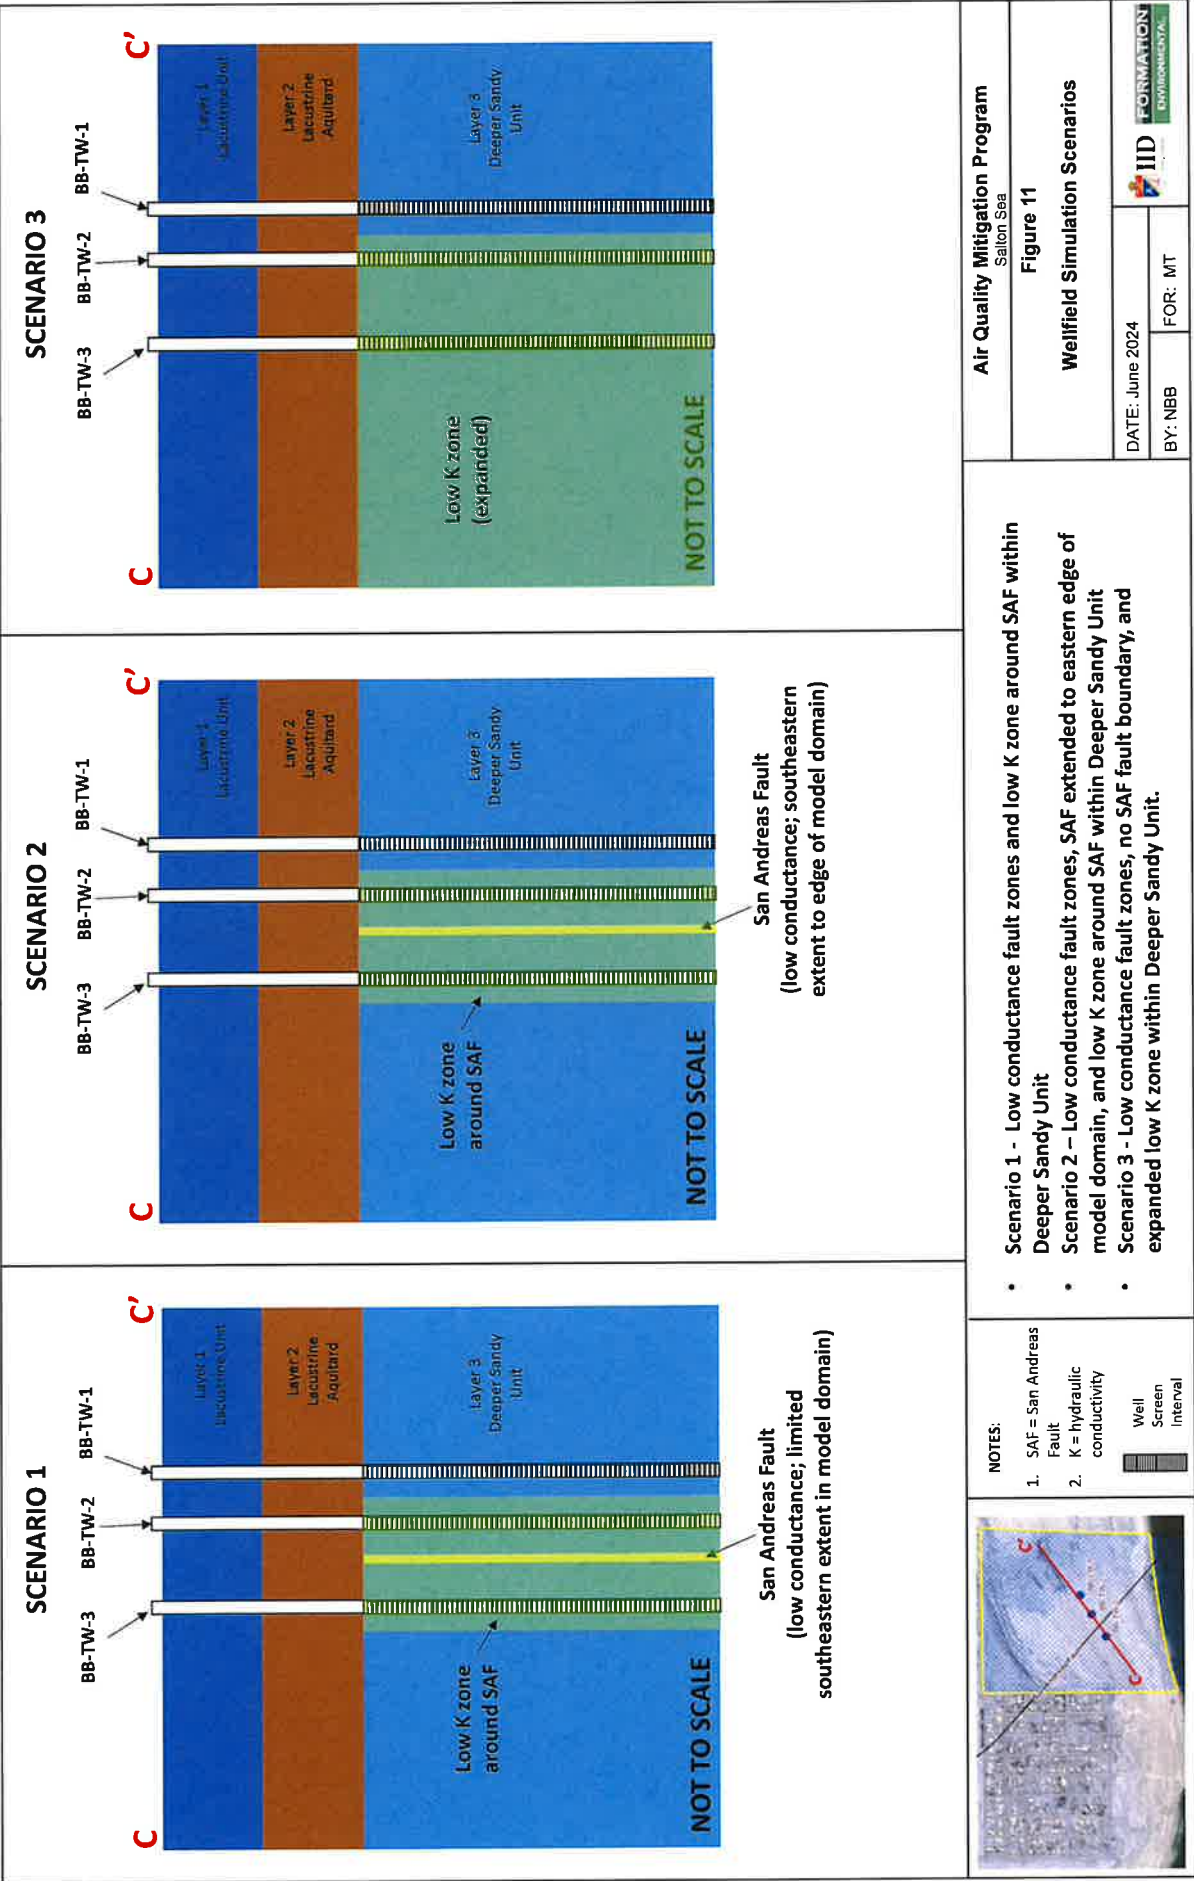 SCENARIO 1
BB-TW-3
BB-TW-2
BB-TW-1
C
C'
Layer 1
Lacustrine Unit
Layer 2
Lacustrine
Aquitard
Layer 3
Deeper Sandy
Unit
Low K zone
around SAF
NOT TO SCALE
San Andreas Fault
(low conductance; limited
southeastern extent in model domain)
SCENARIO 2
BB-TW-3
BB-TW-2
BB-TW-1
C
C'
Layer 1
Lacustrine Unit
Layer 2
Lacustrine
Aquitard
Layer 3
Deeper Sandy
Unit
Low K zone
around SAF
NOT TO SCALE
San Andreas Fault
(low conductance; southeastern
extent to edge of model domain)
SCENARIO 3
BB-TW-3
BB-TW-2
BB-TW-1
C
C'
Layer 1
Lacustrine Unit
Layer 2
Lacustrine
Aquitard
Layer 3
Deeper Sandy
Unit
Low K zone
(expanded)
NOT TO SCALE
C
C'
NOTES:
1. SAF = San Andreas
Fault
2. K = hydraulic
conductivity
Well
Screen
Interval
• Scenario 1 - Low conductance fault zones and low K zone around SAF within
Deeper Sandy Unit
• Scenario 2 – Low conductance fault zones, SAF extended to eastern edge of
model domain, and low K zone around SAF within Deeper Sandy Unit
• Scenario 3 - Low conductance fault zones, no SAF fault boundary, and
expanded low K zone within Deeper Sandy Unit.
Air Quality Mitigation Program
Salton Sea
Figure 11
Wellfield Simulation Scenarios
DATE: June 2024
BY: NBB
FOR: MT
IID
FORMATION
ENVIRONMENTAL